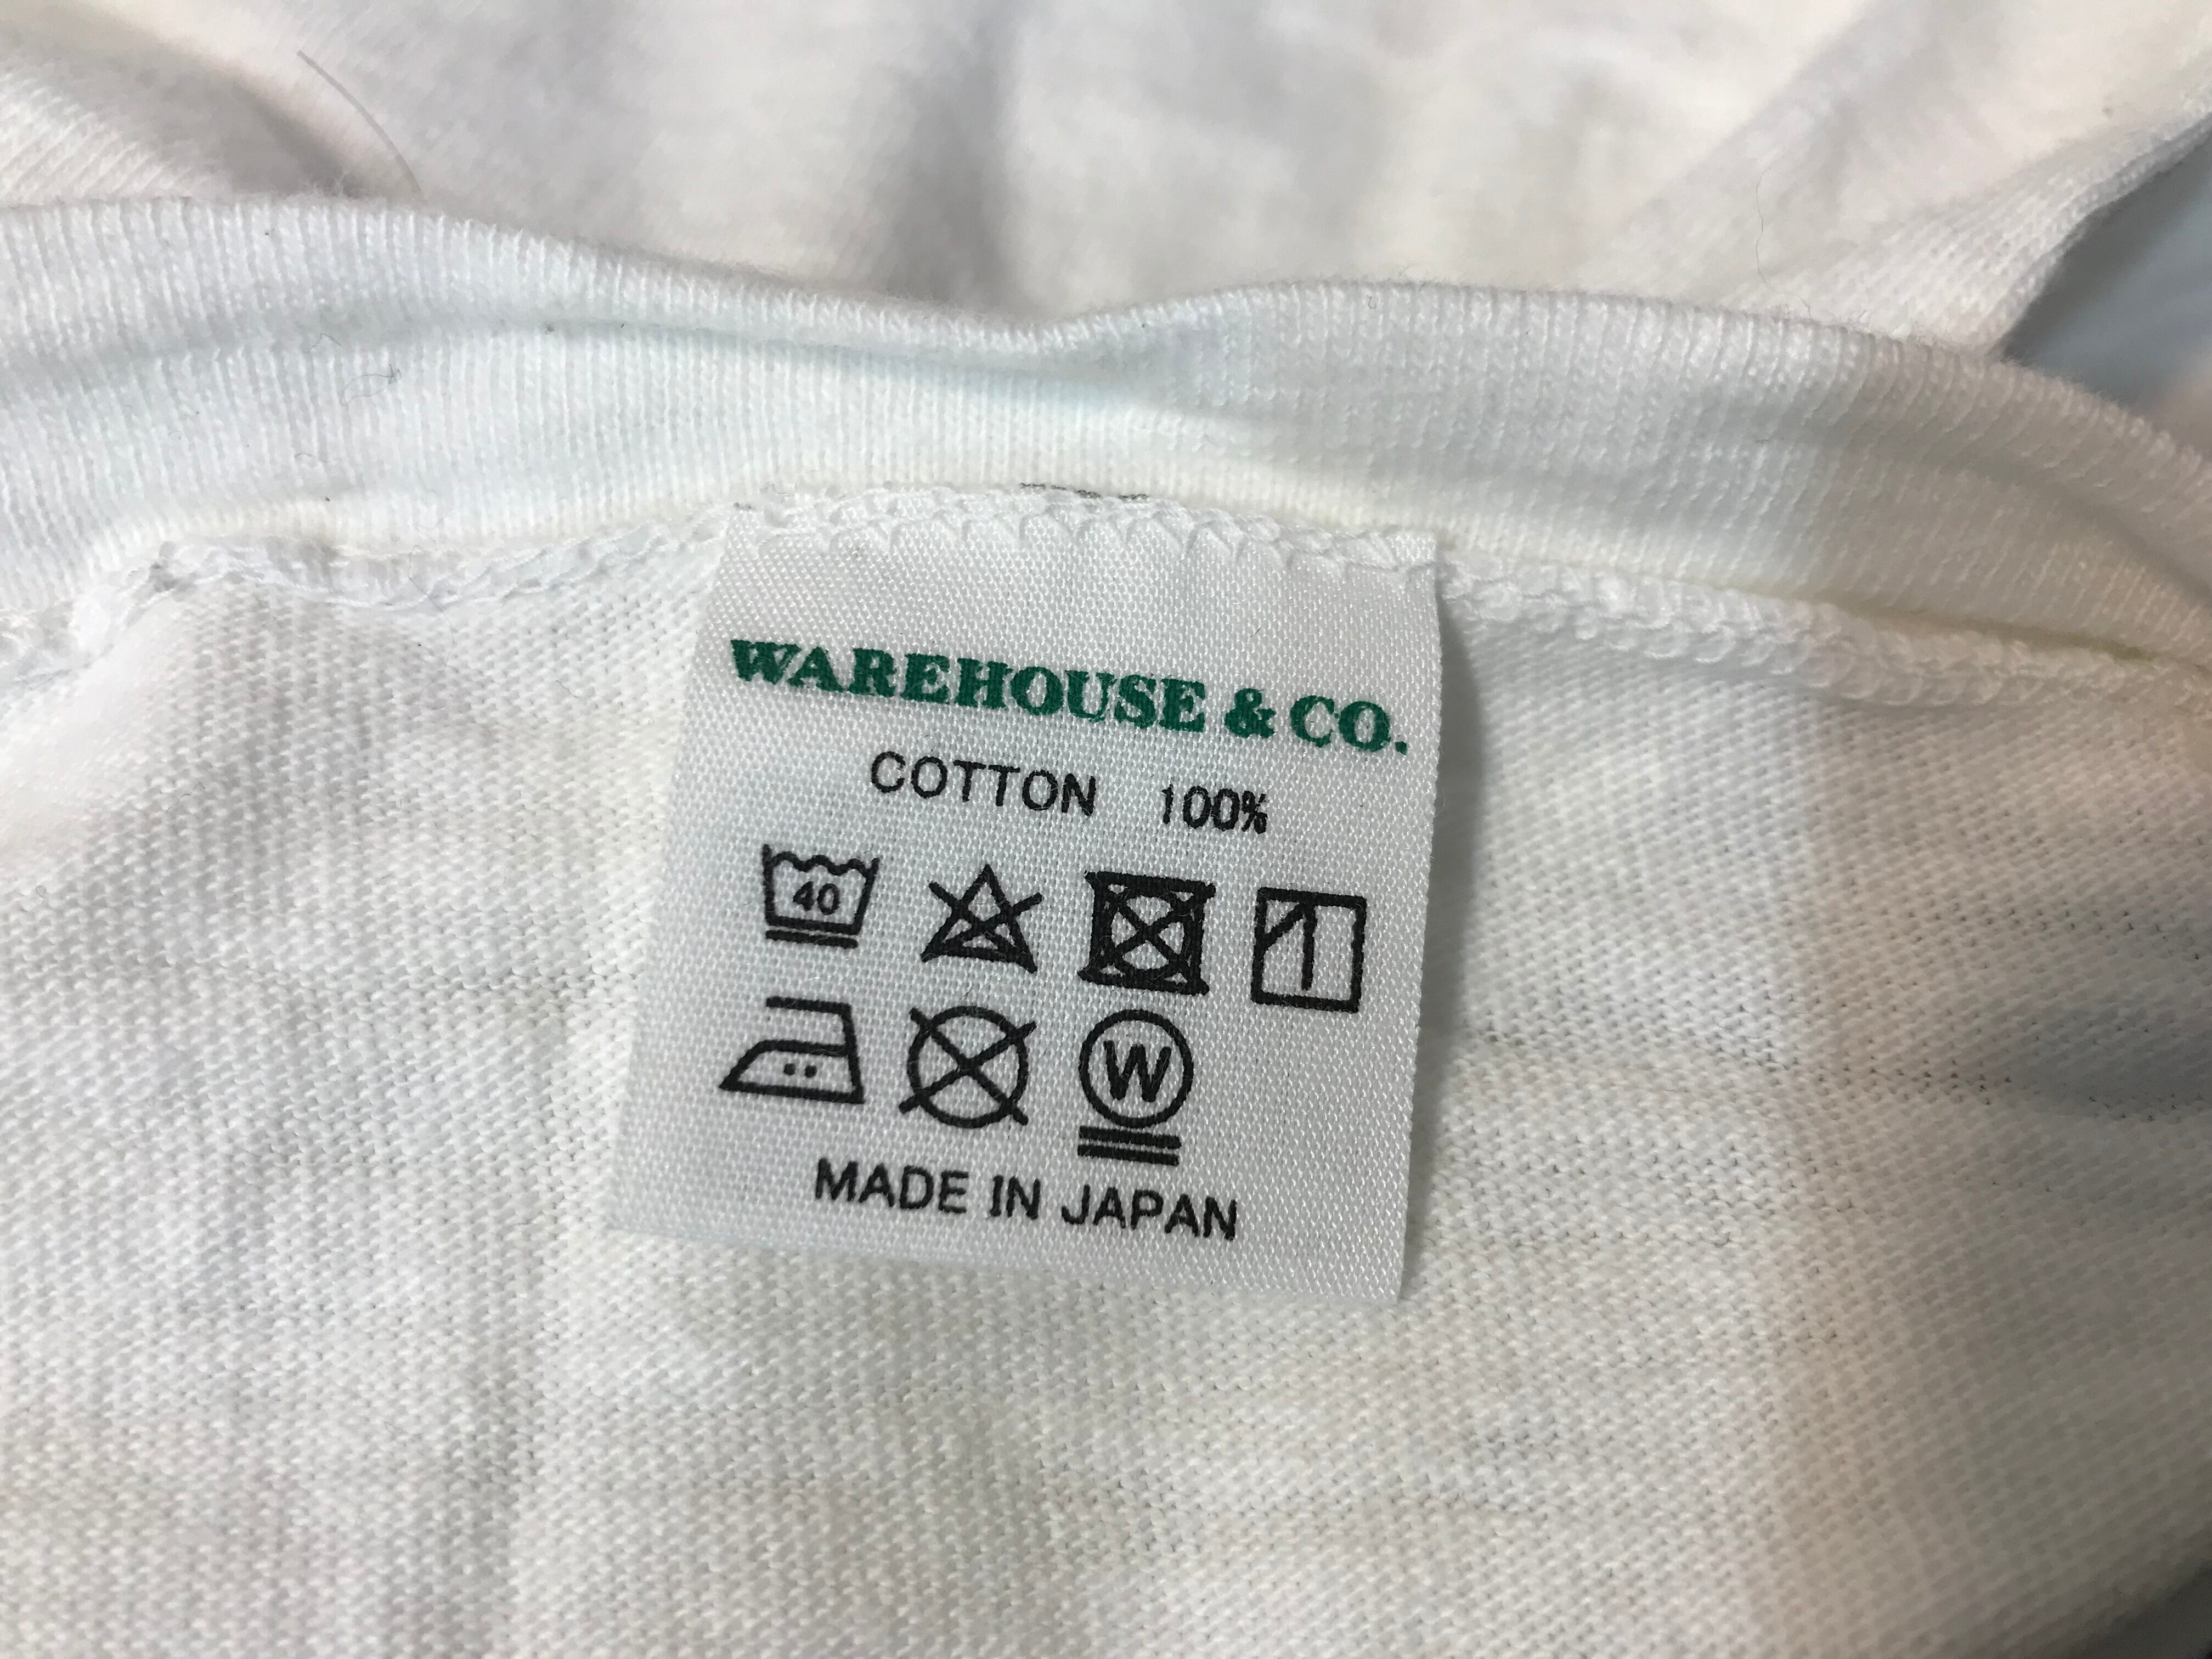 WAREHOUSE & CO.
COTTON 100%
40
W
MADE IN JAPAN